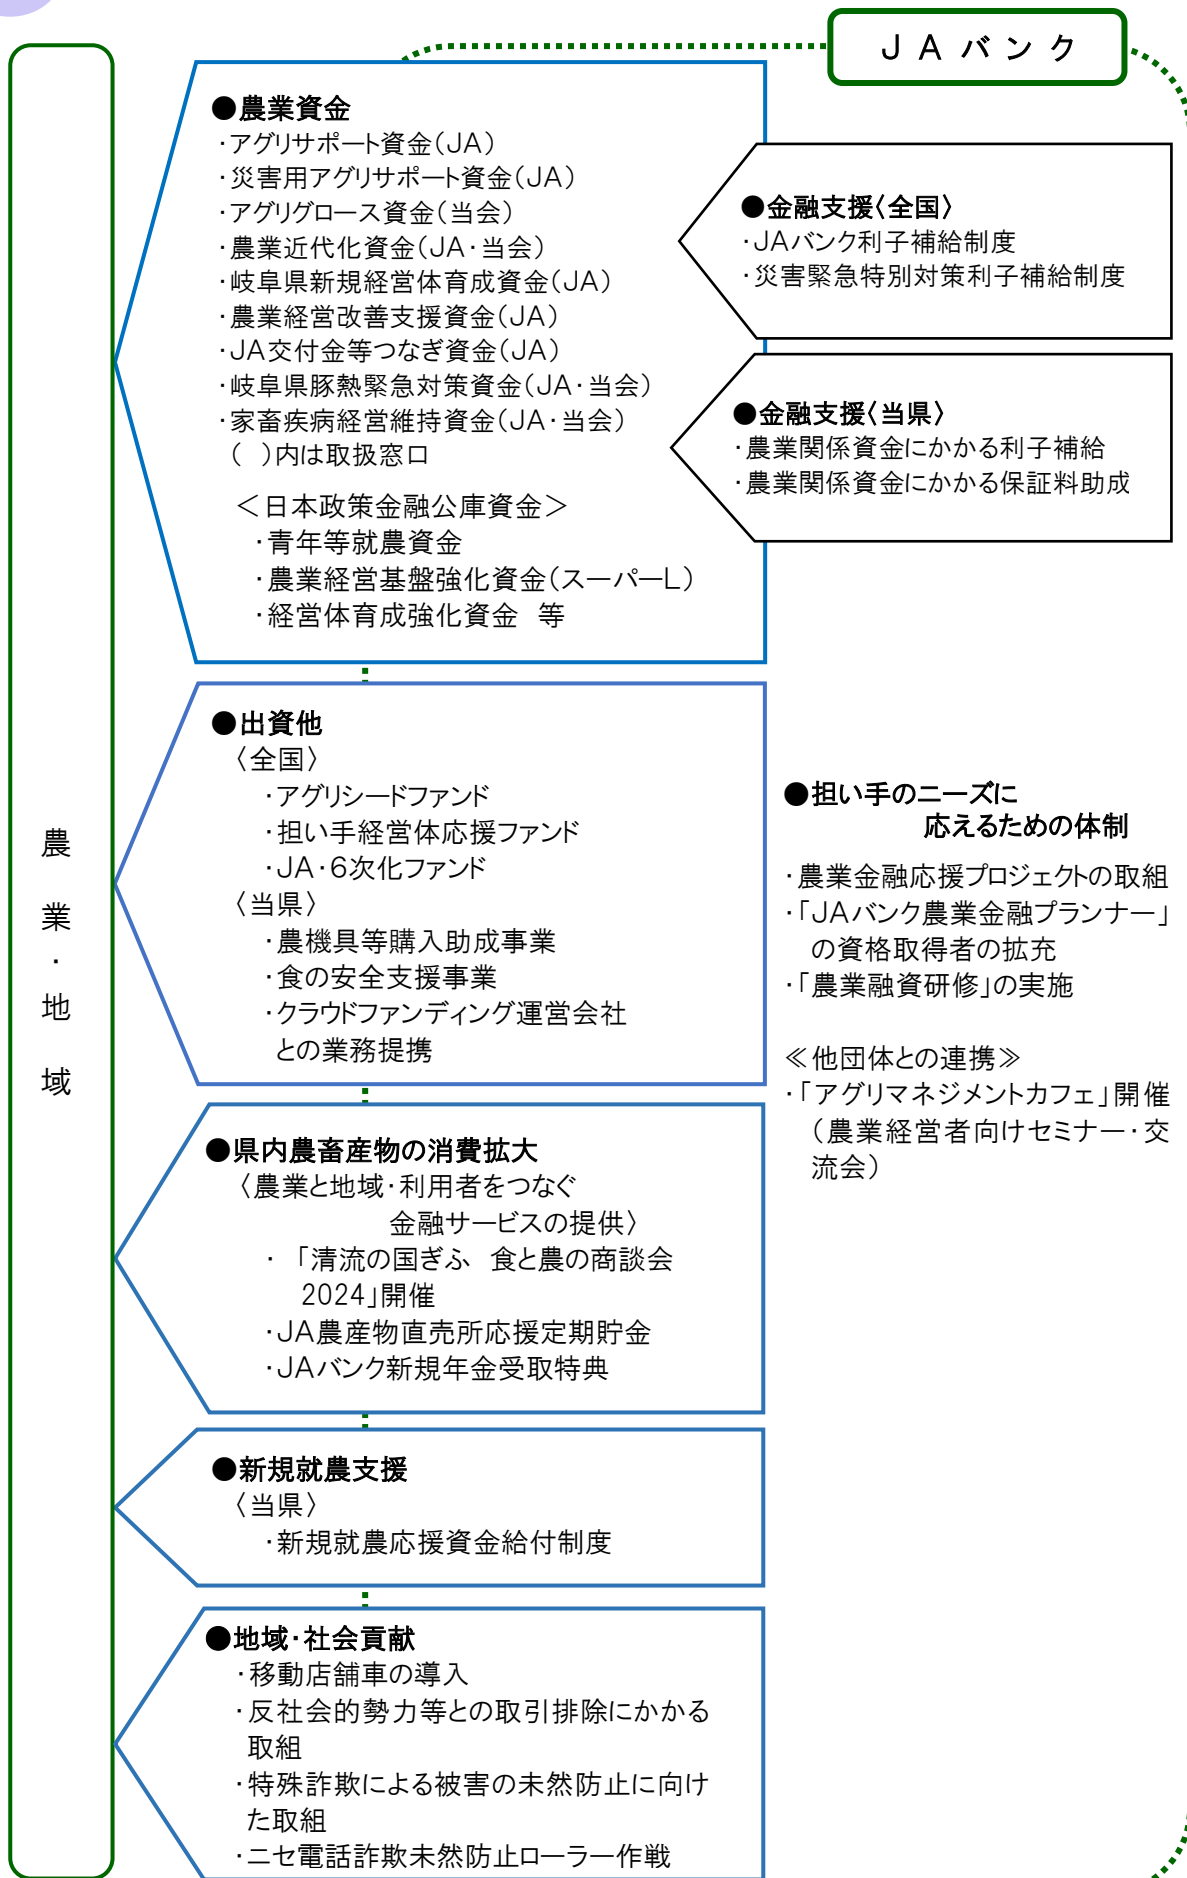 JAバンク
農業・地域
●農業資金
・アグリサポート資金（JA）
・災害用アグリサポート資金（JA）
・アグリグロース資金（当会）
・農業近代化資金（JA・当会）
・岐阜県新規経営体育成資金（JA）
・農業経営改善支援資金（JA）
・JA交付金等つなぎ資金（JA）
・岐阜県豚熱緊急対策資金（JA・当会）
・家畜疾病経営維持資金（JA・当会）
（　）内は取扱窓口
＜日本政策金融公庫資金＞
・青年等就農資金
・農業経営基盤強化資金（スーパーL）
・経営体育成強化資金　等
●金融支援〈全国〉
・JAバンク利子補給制度
・災害緊急特別対策利子補給制度
●金融支援〈当県〉
・農業関係資金にかかる利子補給
・農業関係資金にかかる保証料助成
●出資他
〈全国〉
・アグリシードファンド
・担い手経営体応援ファンド
・JA・6次化ファンド
〈当県〉
・農機具等購入助成事業
・食の安全支援事業
・クラウドファンディング運営会社
との業務提携
●担い手のニーズに
応えるための体制
・農業金融応援プロジェクトの取組
・「JAバンク農業金融プランナー」
の資格取得者の拡充
・「農業融資研修」の実施
≪他団体との連携≫
・「アグリマネジメントカフェ」開催
（農業経営者向けセミナー・交
流会）
●県内農畜産物の消費拡大
〈農業と地域・利用者をつなぐ
金融サービスの提供〉
・「清流の国ぎふ　食と農の商談会
2024」開催
・JA農産物直売所応援定期貯金
・JAバンク新規年金受取特典
●新規就農支援
〈当県〉
・新規就農応援資金給付制度
●地域・社会貢献
・移動店舗車の導入
・反社会的勢力等との取引排除にかかる
取組
・特殊詐欺による被害の未然防止に向け
た取組
・ニセ電話詐欺未然防止ローラー作戦